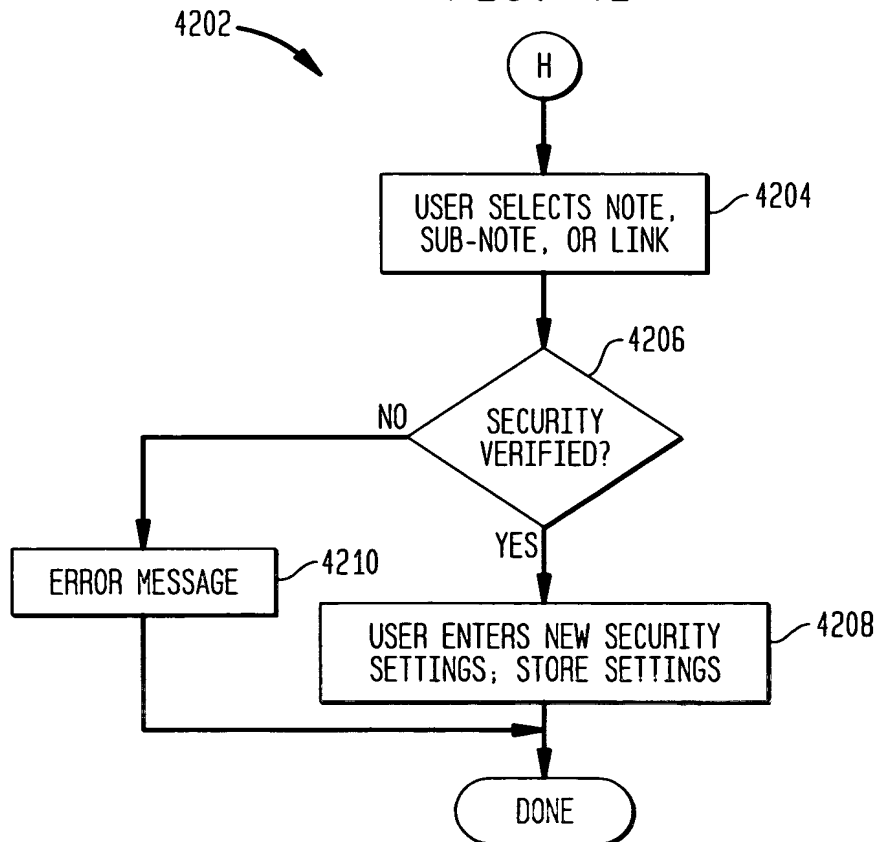 4202
H
USER SELECTS NOTE,
SUB-NOTE, OR LINK
4204
4206
SECURITY
VERIFIED?
NO
YES
ERROR MESSAGE
4210
USER ENTERS NEW SECURITY
SETTINGS; STORE SETTINGS
4208
DONE